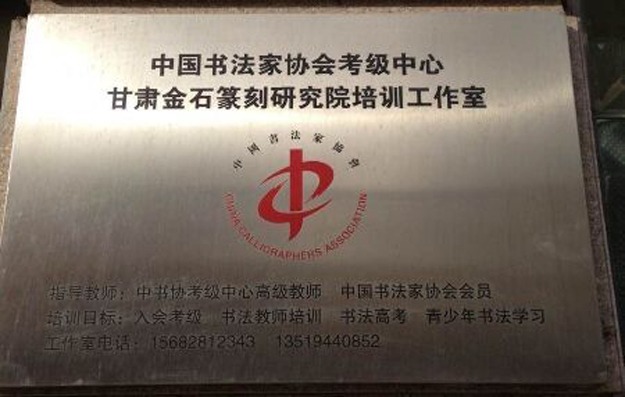 中国书法家协会考级中心
甘肃金石篆刻研究院培训工作室
中国书法家協會
CHINA CALLIGRAPHERS ASSOCIATION
指导教师：中书协考级中心高级教师 中国书法家协会会员
培训目标：入会考级 书法教师培训 书法高考 青少年书法学习
工作室电话：15682812343 13519440852